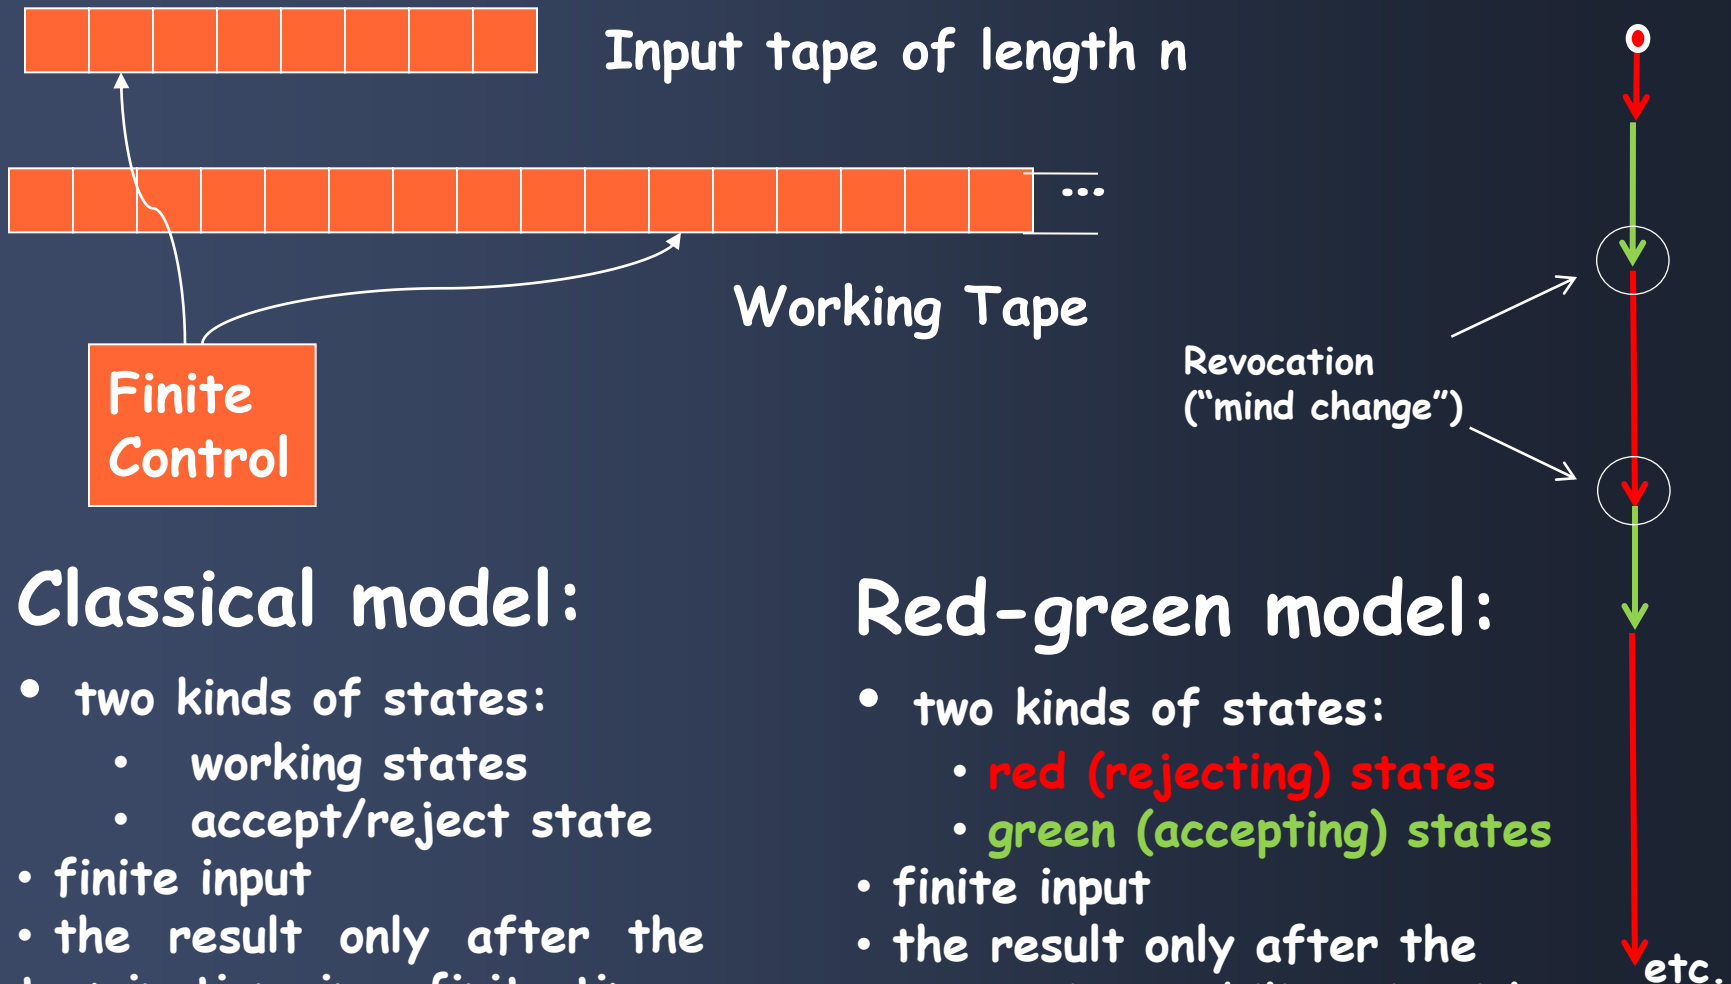 Input tape of length n
...
Working Tape
Finite
Control
Revocation
(“mind change”)
Classical model:
• two kinds of states:
• working states
• accept/reject state
• finite input
• the result only after the
Red-green model:
• two kinds of states:
• red (rejecting) states
• green (accepting) states
• finite input
• the result only after the
etc.